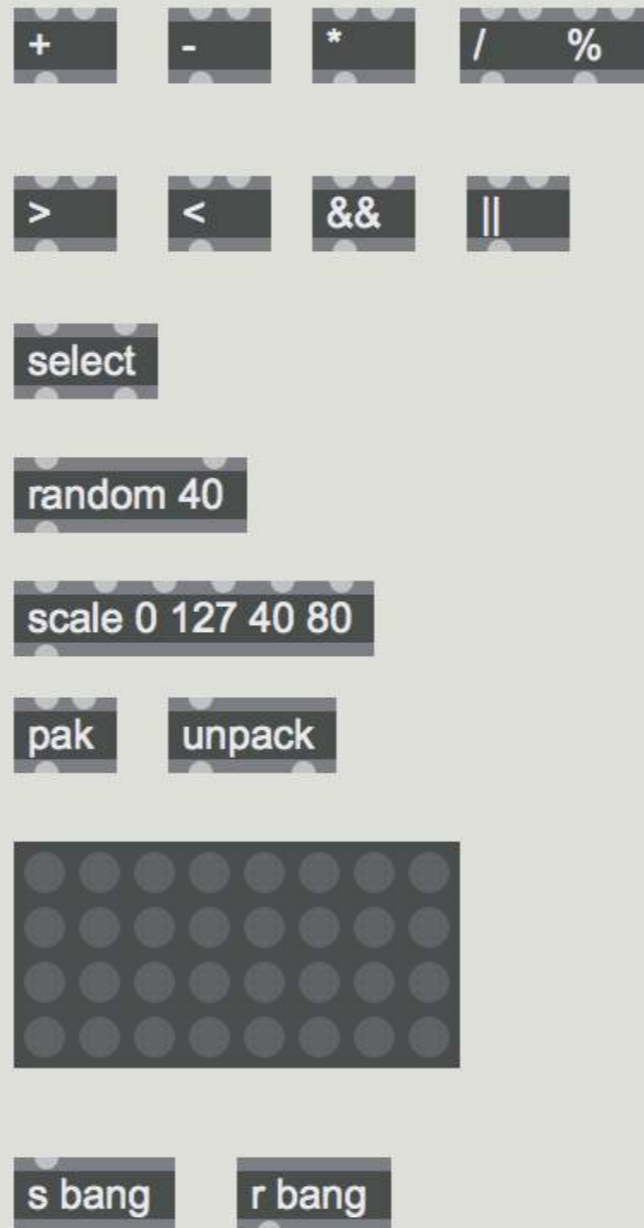 + - * / %
> < && ||
select
random 40
scale 0 127 40 80
pak unpack
s bang r bang